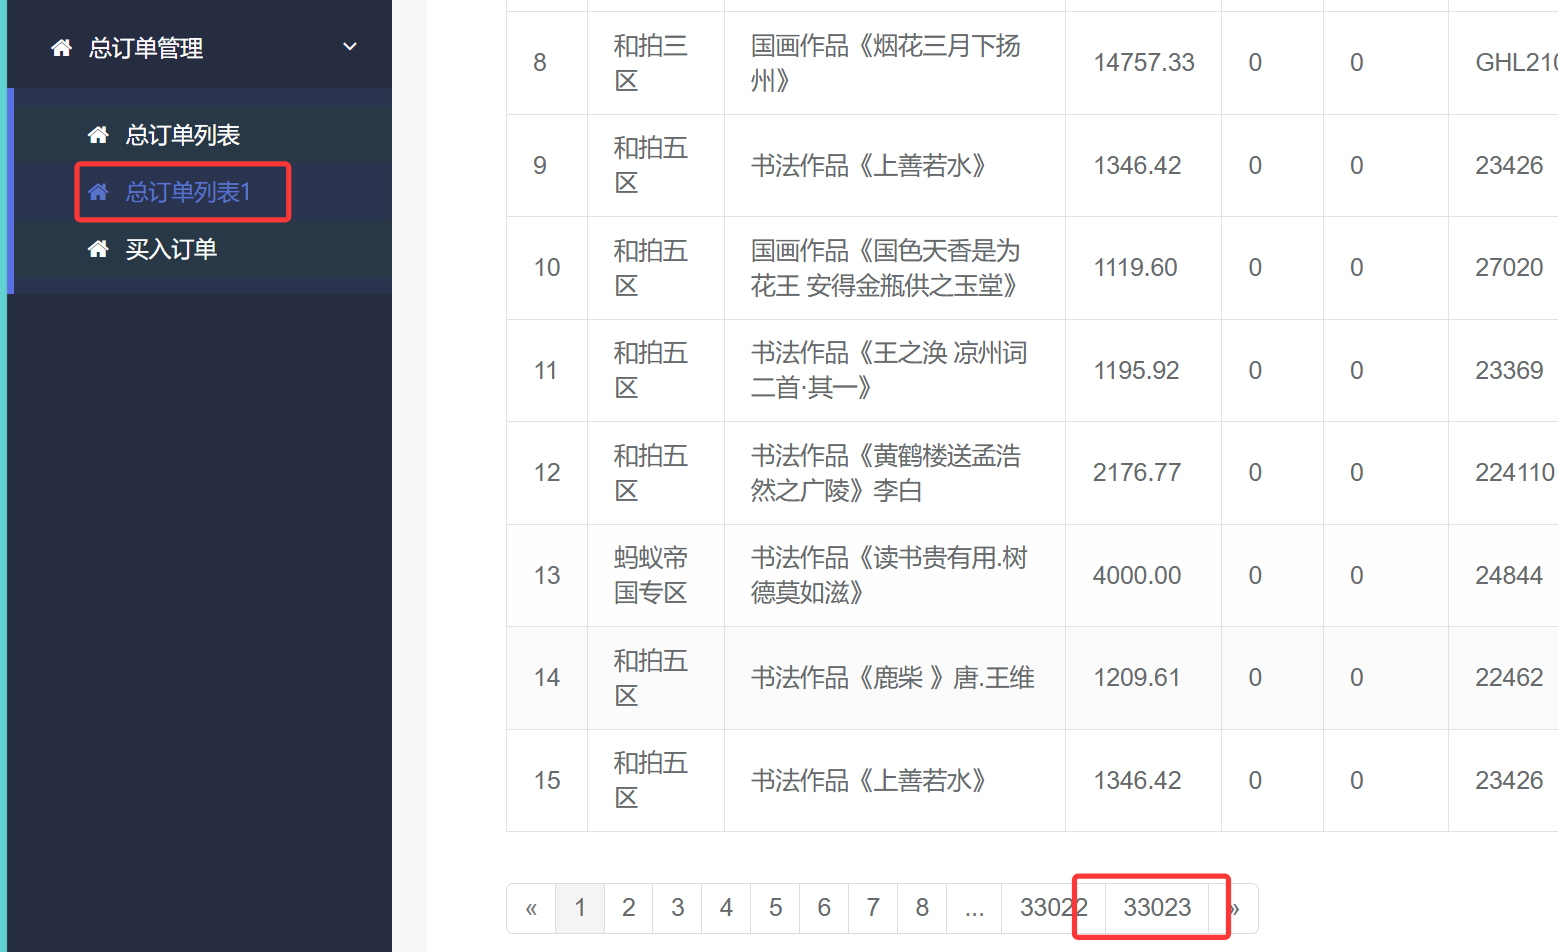 总订单管理
总订单列表
总订单列表1
买入订单
8 和拍三区 国画作品《烟花三月下扬州》 14757.33 0 0 GHL210
9 和拍五区 书法作品《上善若水》 1346.42 0 0 23426
10 和拍五区 国画作品《国色天香是为花王 安得金瓶供之玉堂》 1119.60 0 0 27020
11 和拍五区 书法作品《王之涣 凉州词二首·其一》 1195.92 0 0 23369
12 和拍五区 书法作品《黄鹤楼送孟浩然之广陵》李白 2176.77 0 0 224110
13 蚂蚁帝国专区 书法作品《读书贵有用.树德莫如滋》 4000.00 0 0 24844
14 和拍五区 书法作品《鹿柴 》唐.王维 1209.61 0 0 22462
15 和拍五区 书法作品《上善若水》 1346.42 0 0 23426
« 1 2 3 4 5 6 7 8 ... 33022 33023 »